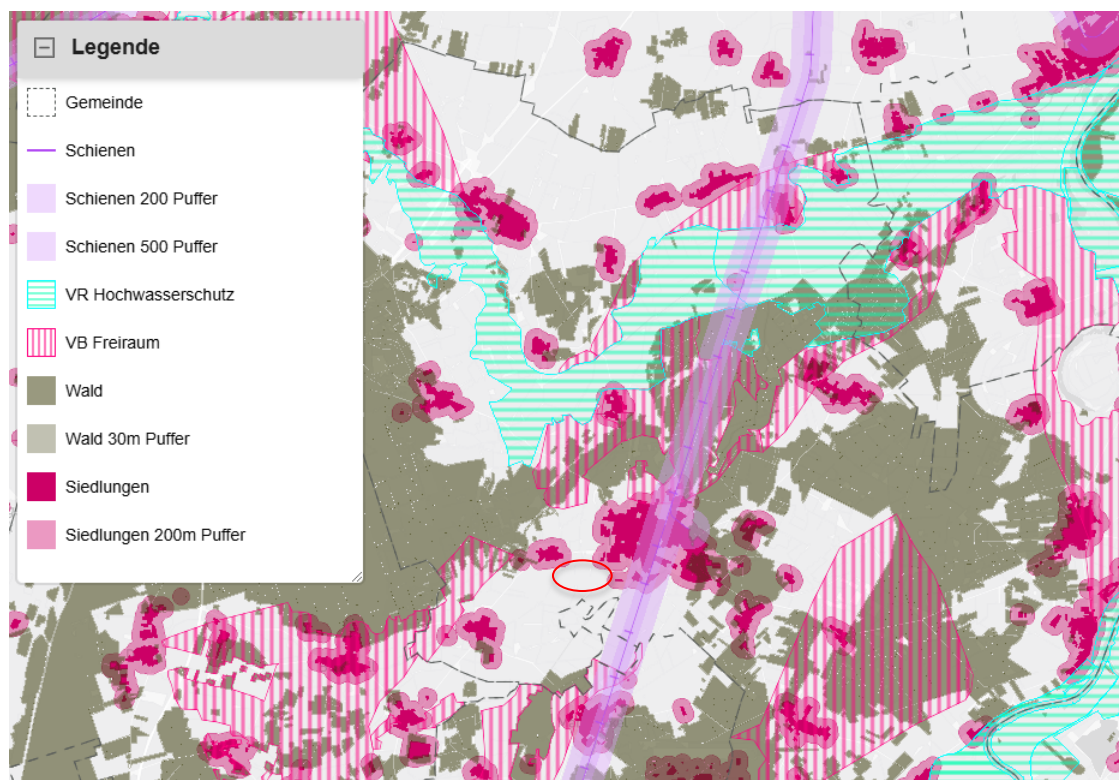 Legende
Gemeinde
Schienen
Schienen 200 Puffer
Schienen 500 Puffer
VR Hochwasserschutz
VB Freiraum
Wald
Wald 30m Puffer
Siedlungen
Siedlungen 200m Puffer